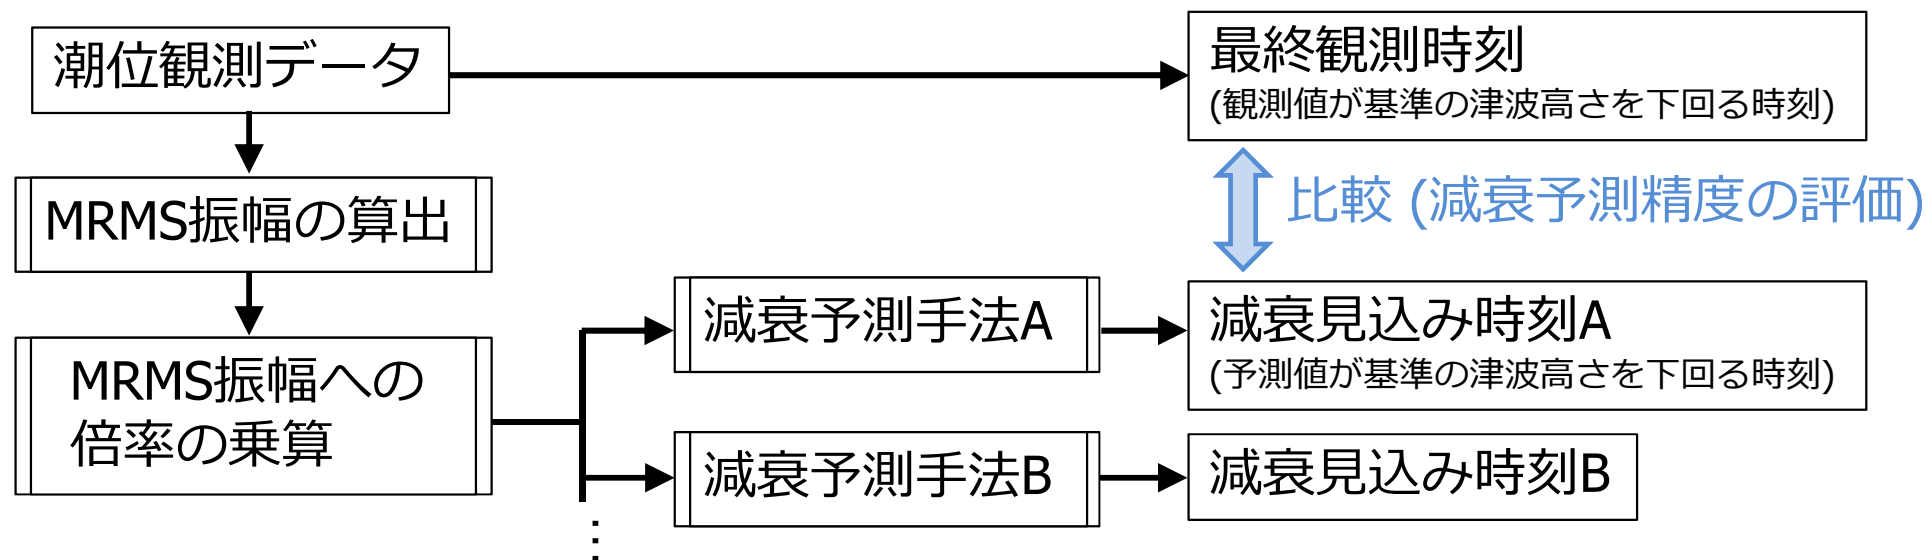 潮位観測データ
最終観測時刻
(観測値が基準の津波高さを下回る時刻)
比較 (減衰予測精度の評価)
MRMS振幅の算出
MRMS振幅への
倍率の乗算
減衰予測手法A
減衰見込み時刻A
(予測値が基準の津波高さを下回る時刻)
減衰予測手法B
減衰見込み時刻B
⋮